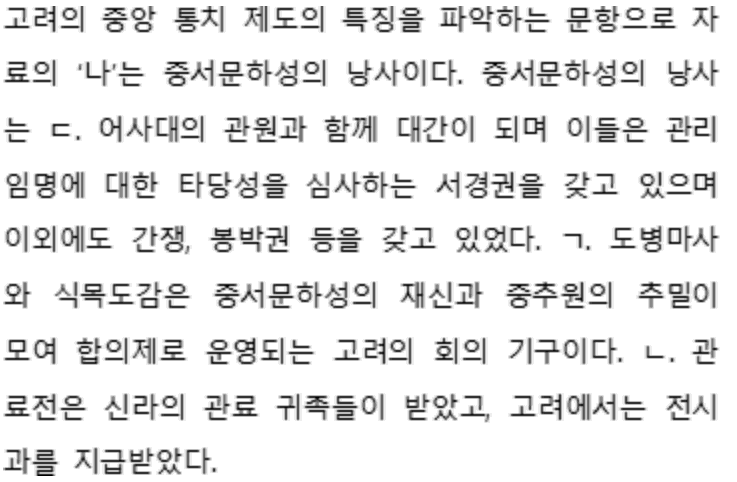 고려의 중앙 통치 제도의 특징을 파악하는 문항으로 자
료의 ‘나’는 중서문하성의 낭사이다. 중서문하성의 낭사
는 ㄷ. 어사대의 관원과 함께 대간이 되며 이들은 관리
임명에 대한 타당성을 심사하는 서경권을 갖고 있으며
이외에도 간쟁, 봉박권 등을 갖고 있었다. ㄱ. 도병마사
와 식목도감은 중서문하성의 재신과 중추원의 추밀이
모여 합의제로 운영되는 고려의 회의 기구이다. ㄴ. 관
료전은 신라의 관료 귀족들이 받았고, 고려에서는 전시
과를 지급받았다.